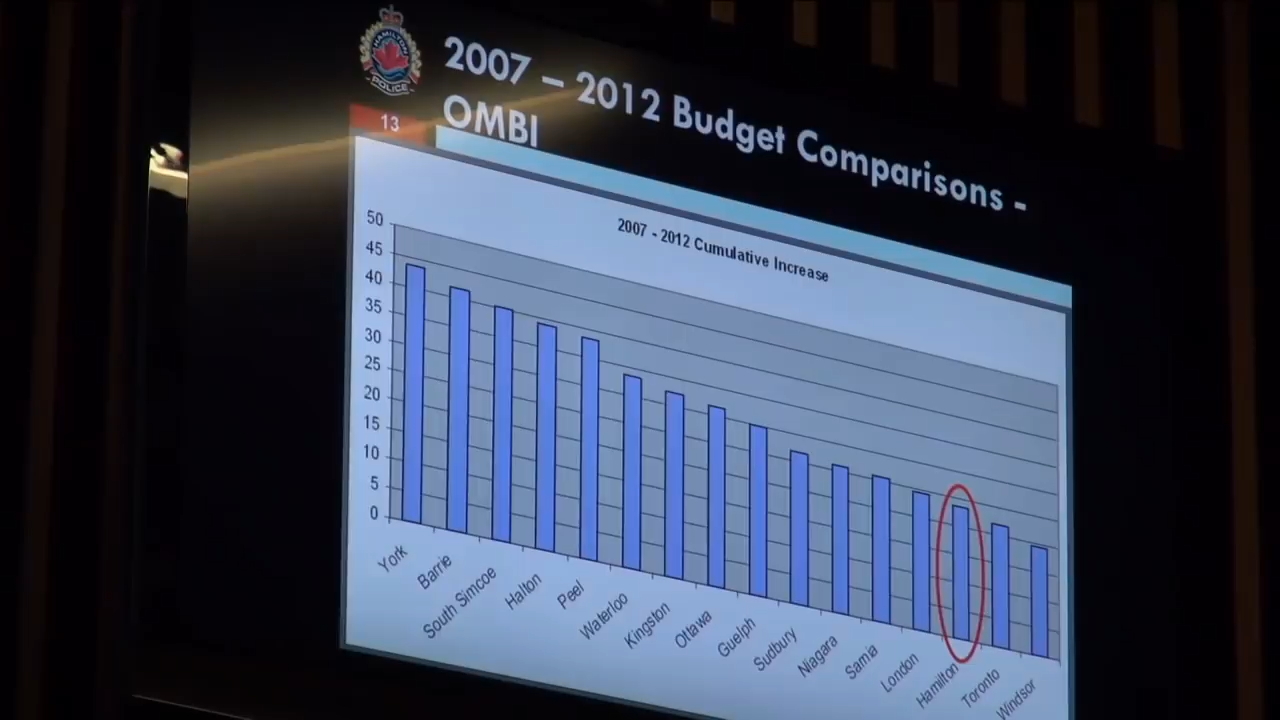 HAMILTON
POLICE
2007 – 2012 Budget Comparisons -
OMBI
13
2007 - 2012 Cumulative Increase
50
45
40
35
30
25
20
15
10
5
0
York
Barrie
South Simcoe
Halton
Peel
Waterloo
Kingston
Ottawa
Guelph
Sudbury
Niagara
Sarnia
London
Hamilton
Toronto
Windsor